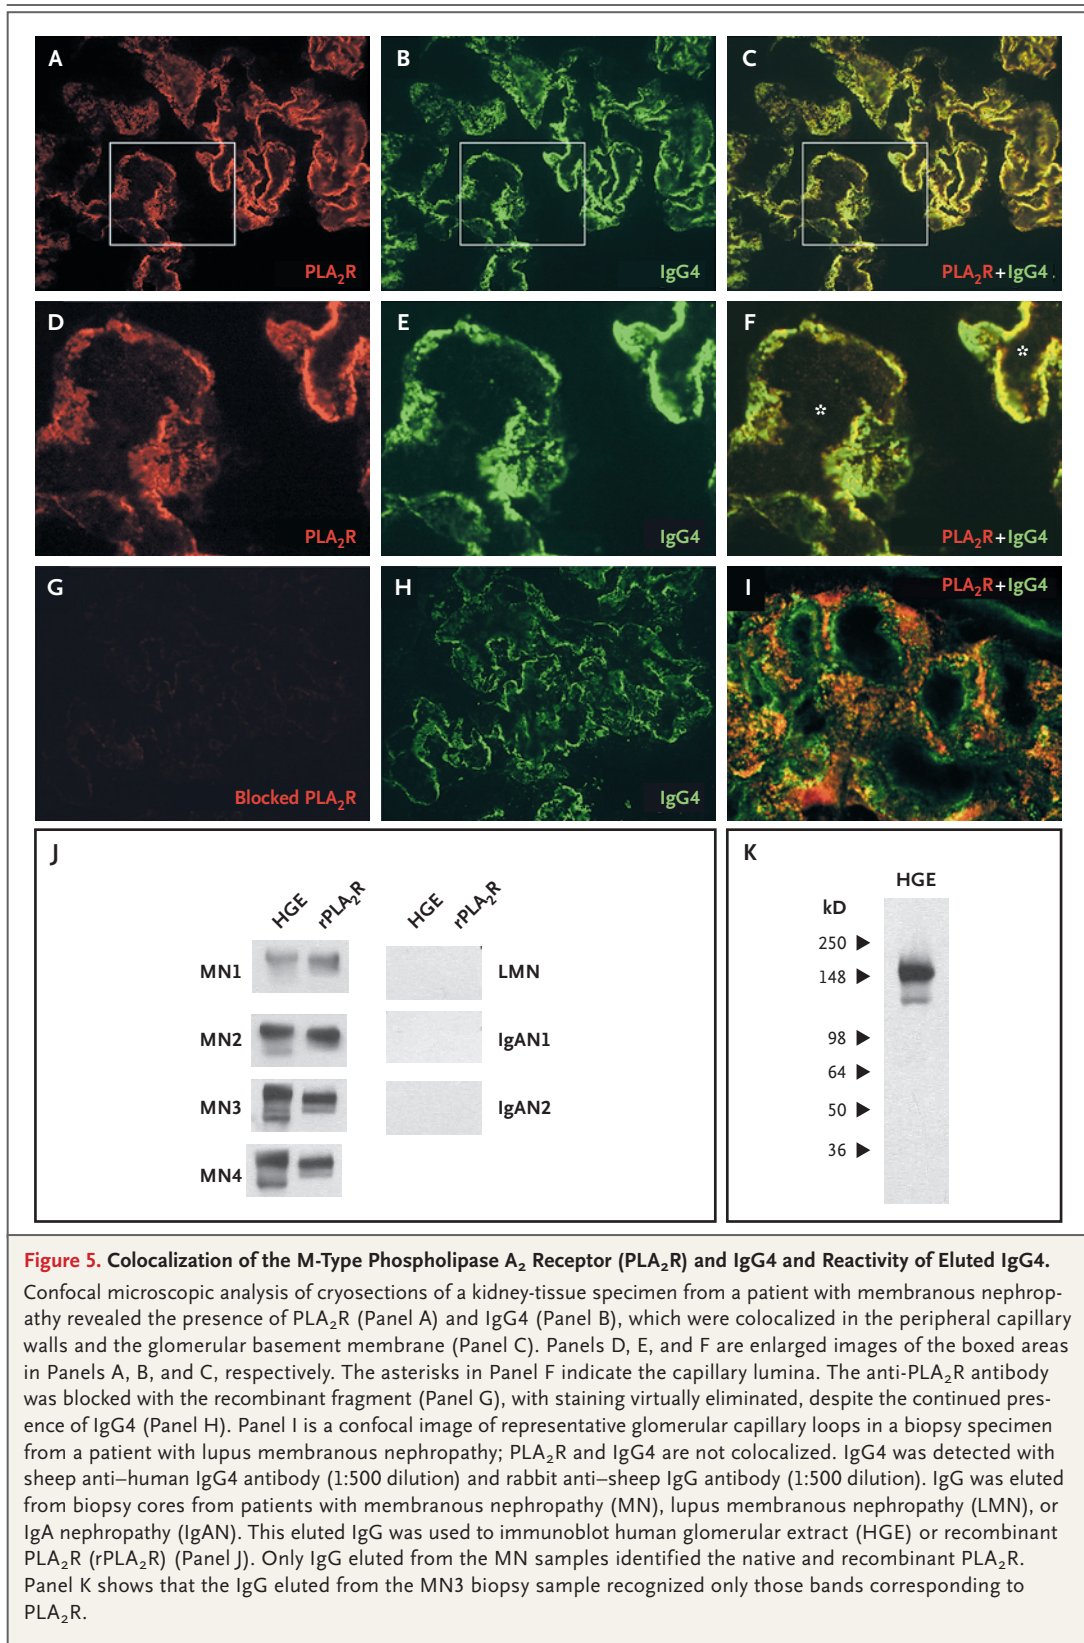 A
B
C
PLA₂R
IgG4
PLA₂R+IgG4
D
E
F
*
*
PLA₂R
IgG4
PLA₂R+IgG4
G
H
I
PLA₂R+IgG4
Blocked PLA₂R
IgG4
J
HGE
rPLA₂R
HGE
rPLA₂R
MN1
LMN
MN2
IgAN1
MN3
IgAN2
MN4
K
HGE
kD
250
148
98
64
50
36
Figure 5. Colocalization of the M-Type Phospholipase A₂ Receptor (PLA₂R) and IgG4 and Reactivity of Eluted IgG4.
Confocal microscopic analysis of cryosections of a kidney-tissue specimen from a patient with membranous nephrop-
athy revealed the presence of PLA₂R (Panel A) and IgG4 (Panel B), which were colocalized in the peripheral capillary
walls and the glomerular basement membrane (Panel C). Panels D, E, and F are enlarged images of the boxed areas
in Panels A, B, and C, respectively. The asterisks in Panel F indicate the capillary lumina. The anti-PLA₂R antibody
was blocked with the recombinant fragment (Panel G), with staining virtually eliminated, despite the continued pres-
ence of IgG4 (Panel H). Panel I is a confocal image of representative glomerular capillary loops in a biopsy specimen
from a patient with lupus membranous nephropathy; PLA₂R and IgG4 are not colocalized. IgG4 was detected with
sheep anti–human IgG4 antibody (1:500 dilution) and rabbit anti–sheep IgG antibody (1:500 dilution). IgG was eluted
from biopsy cores from patients with membranous nephropathy (MN), lupus membranous nephropathy (LMN), or
IgA nephropathy (IgAN). This eluted IgG was used to immunoblot human glomerular extract (HGE) or recombinant
PLA₂R (rPLA₂R) (Panel J). Only IgG eluted from the MN samples identified the native and recombinant PLA₂R.
Panel K shows that the IgG eluted from the MN3 biopsy sample recognized only those bands corresponding to
PLA₂R.